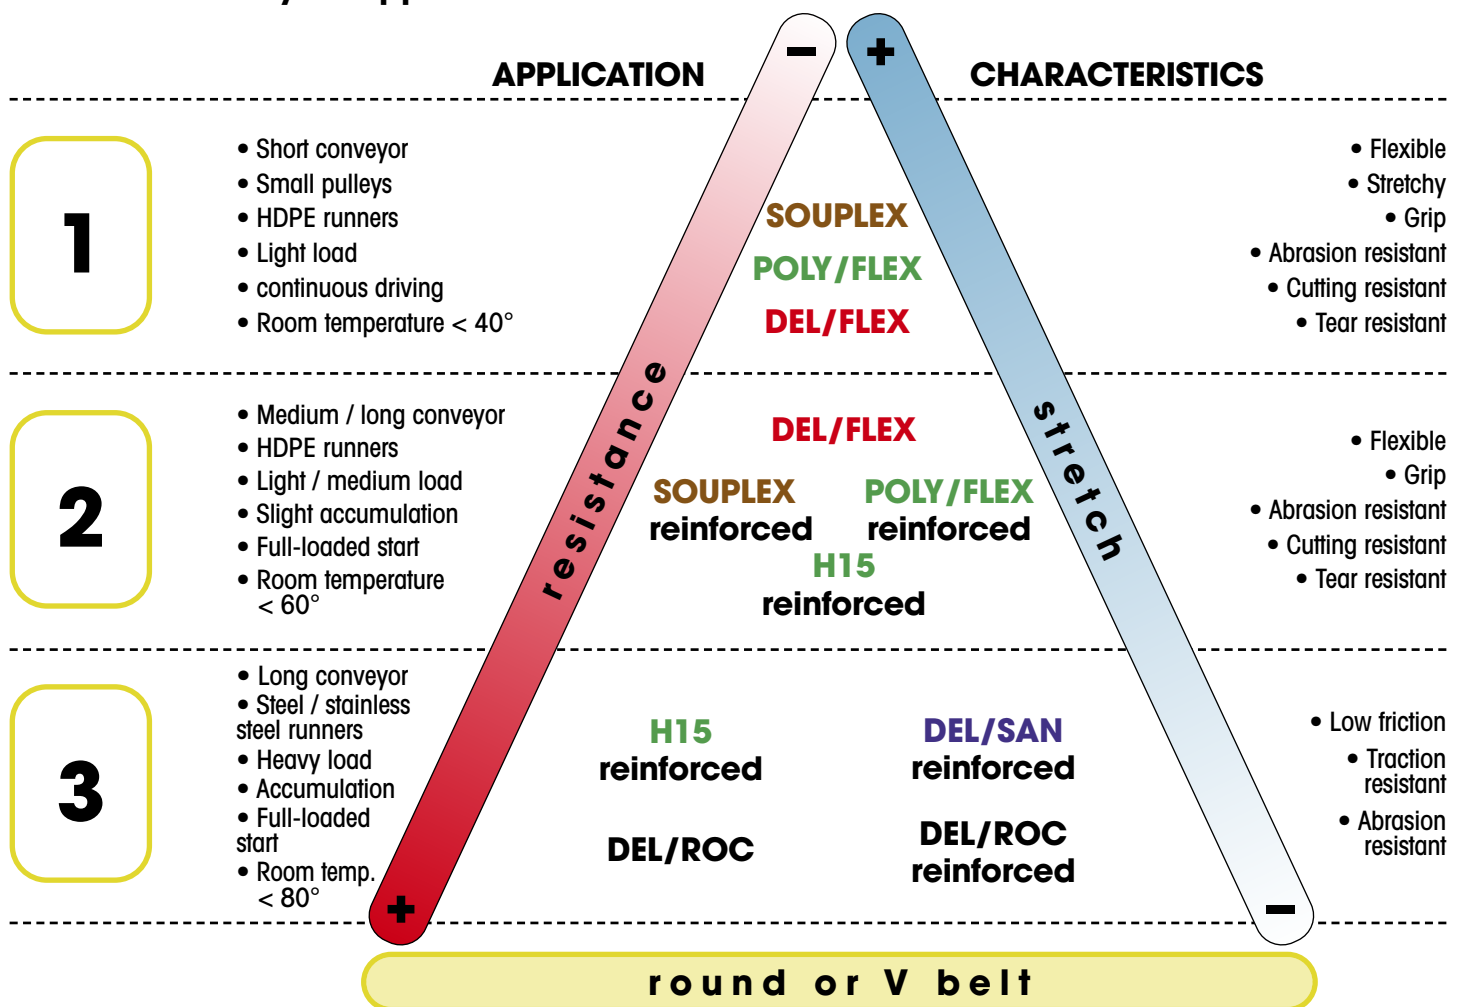 APPLICATION
CHARACTERISTICS
−
+
1
• Short conveyor
• Small pulleys
• HDPE runners
• Light load
• continuous driving
• Room temperature < 40°
SOUPLEX
POLY/FLEX
DEL/FLEX
• Flexible
• Stretchy
• Grip
• Abrasion resistant
• Cutting resistant
• Tear resistant
resistance
stretch
2
• Medium / long conveyor
• HDPE runners
• Light / medium load
• Slight accumulation
• Full-loaded start
• Room temperature
< 60°
DEL/FLEX
SOUPLEX
reinforced
POLY/FLEX
reinforced
H15
reinforced
• Flexible
• Grip
• Abrasion resistant
• Cutting resistant
• Tear resistant
3
• Long conveyor
• Steel / stainless
steel runners
• Heavy load
• Accumulation
• Full-loaded
start
• Room temp.
< 80°
H15
reinforced
DEL/SAN
reinforced
DEL/ROC
DEL/ROC
reinforced
• Low friction
• Traction
resistant
• Abrasion
resistant
+
−
round or V belt